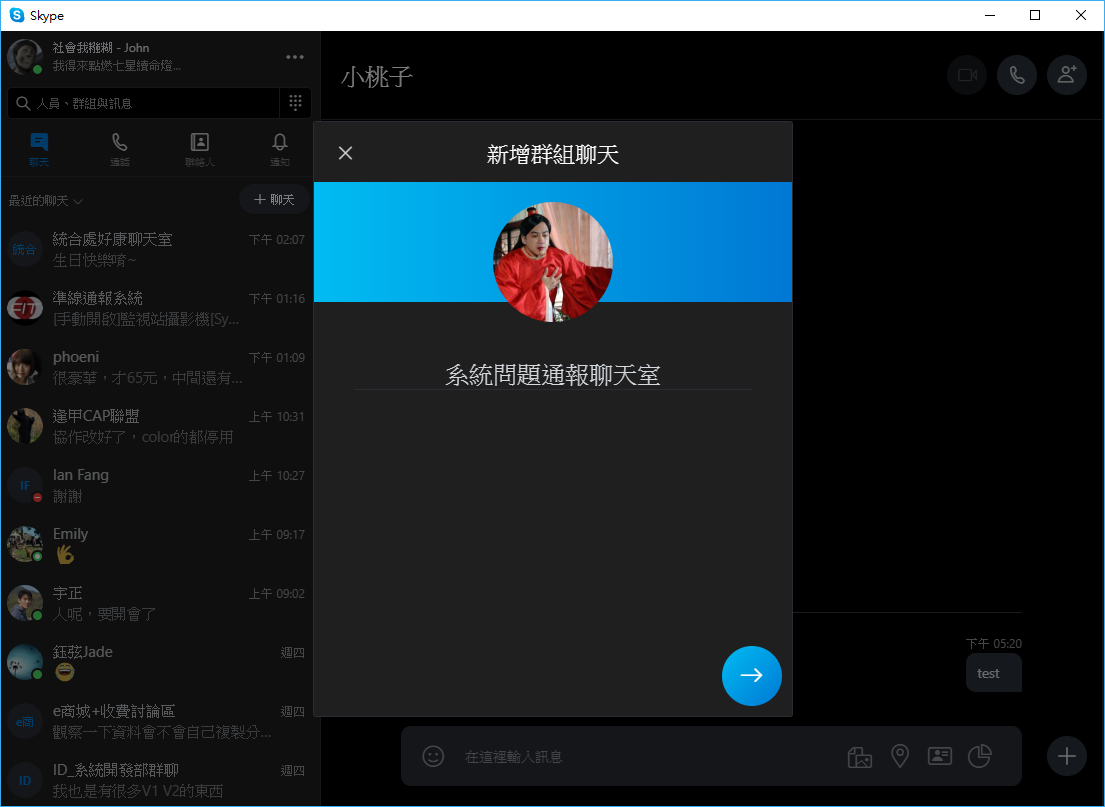 Skype
社會我糍糊 - John
我得來點燃七星讀命燈...
人員、群組與訊息
聊天
通話
聯絡人
通知
最近的聊天
聊天
統合
統合處好康聊天室
下午 02:07
生日快樂唷~
EIT
準線通報系統
下午 01:16
[手動開啟]監視站攝影機[Sy...
phoeni
下午 01:09
很豪華，才65元，中間還有...
逢甲CAP聯盟
上午 10:31
協作改好了，color的都停用
IF
Ian Fang
上午 10:27
謝謝
Emily
上午 09:17
宇正
上午 09:02
人呢，要開會了
鈺弦Jade
週四
e商
e商城+收費討論區
週四
觀察一下資料會不會自己複製分...
ID
ID_系統開發部群聊
週四
我也是有很多V1 V2的東西
小桃子
新增群組聊天
系統問題通報聊天室
下午 05:20
test
在這裡輸入訊息